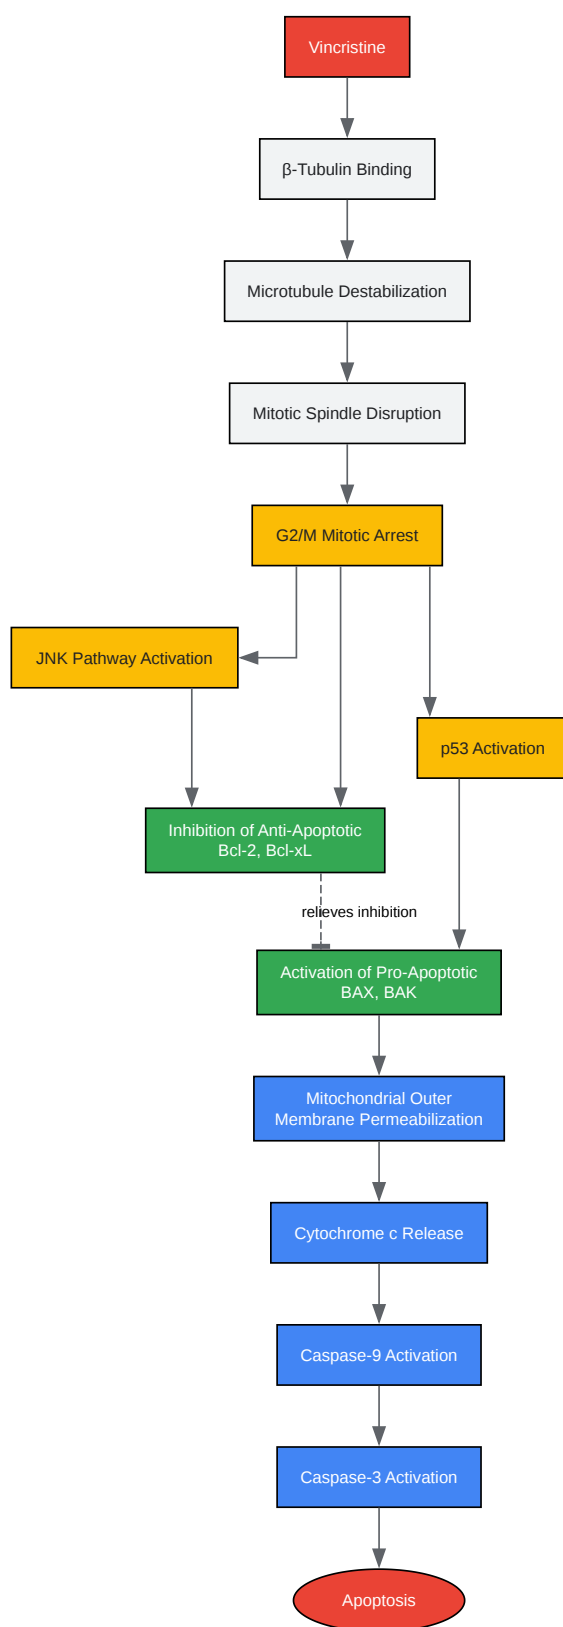 Vincristine
β-Tubulin Binding
Microtubule Destabilization
Mitotic Spindle Disruption
G2/M Mitotic Arrest
JNK Pathway Activation
p53 Activation
Inhibition of Anti-Apoptotic
Bcl-2, Bcl-xL
relieves inhibition
Activation of Pro-Apoptotic
BAX, BAK
Mitochondrial Outer
Membrane Permeabilization
Cytochrome c Release
Caspase-9 Activation
Caspase-3 Activation
Apoptosis